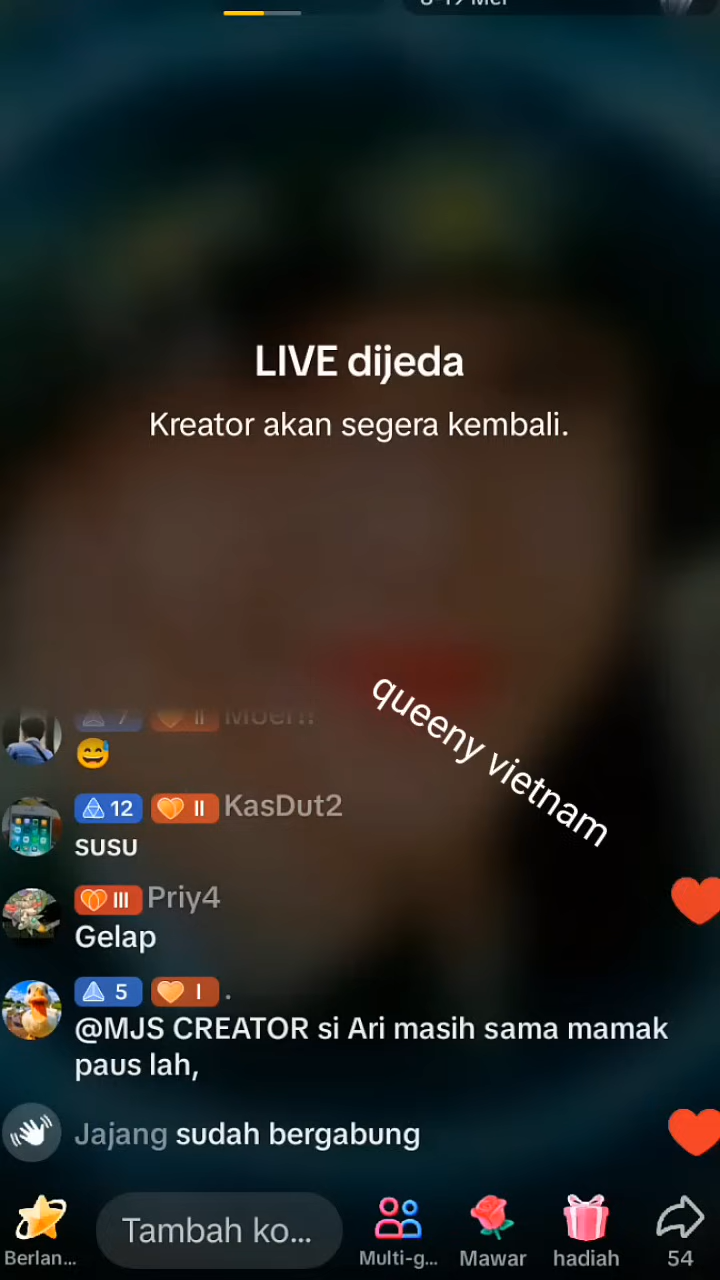 LIVE dijeda
Kreator akan segera kembali.
queeny vietnam
😅
12 II KasDut2
susu
III Priy4
Gelap
5 I .
@MJS CREATOR si Ari masih sama mamak
paus lah,
Jajang sudah bergabung
Berlan...
Tambah ko...
Multi-g...
Mawar
hadiah
54